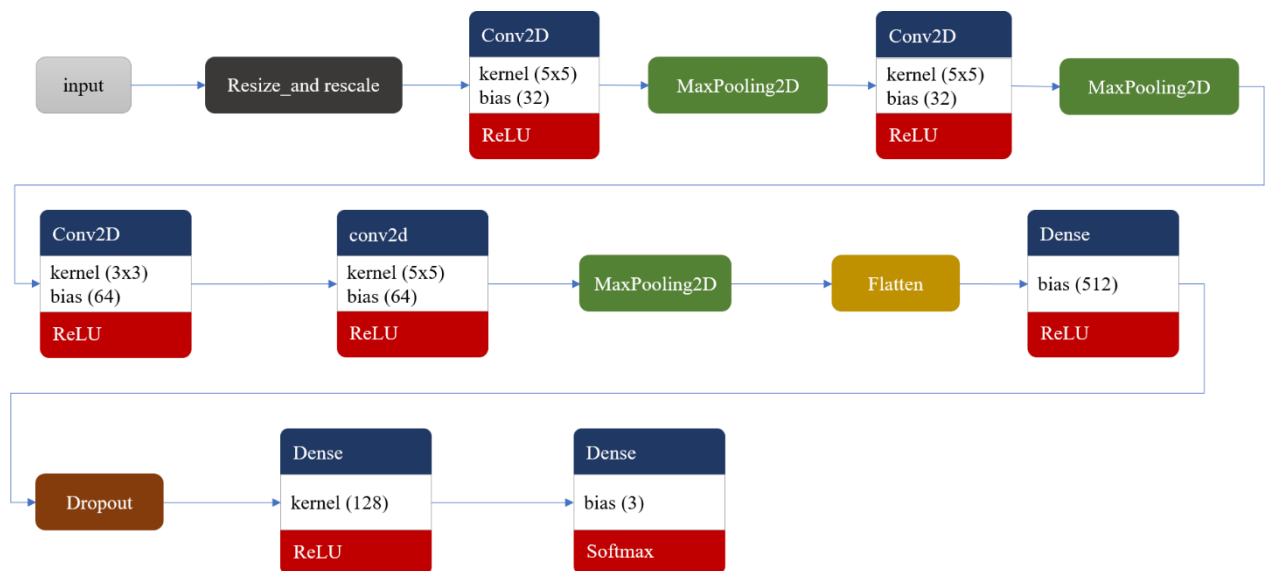 input
Resize_and rescale
Conv2D
kernel (5x5)
bias (32)
ReLU
MaxPooling2D
Conv2D
kernel (5x5)
bias (32)
ReLU
MaxPooling2D
Conv2D
kernel (3x3)
bias (64)
ReLU
conv2d
kernel (5x5)
bias (64)
ReLU
MaxPooling2D
Flatten
Dense
bias (512)
ReLU
Dropout
Dense
kernel (128)
ReLU
Dense
bias (3)
Softmax